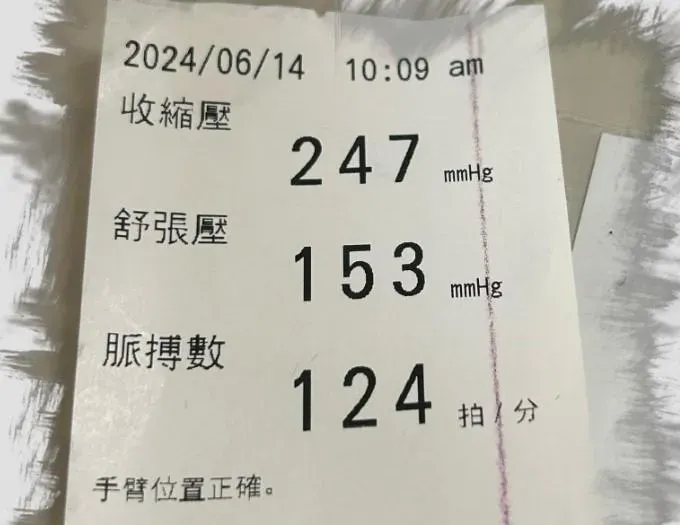 2024/06/14 10:09 am
收縮壓
247 mmHg
舒張壓
153 mmHg
脈搏數
124 拍/分
手臂位置正確。